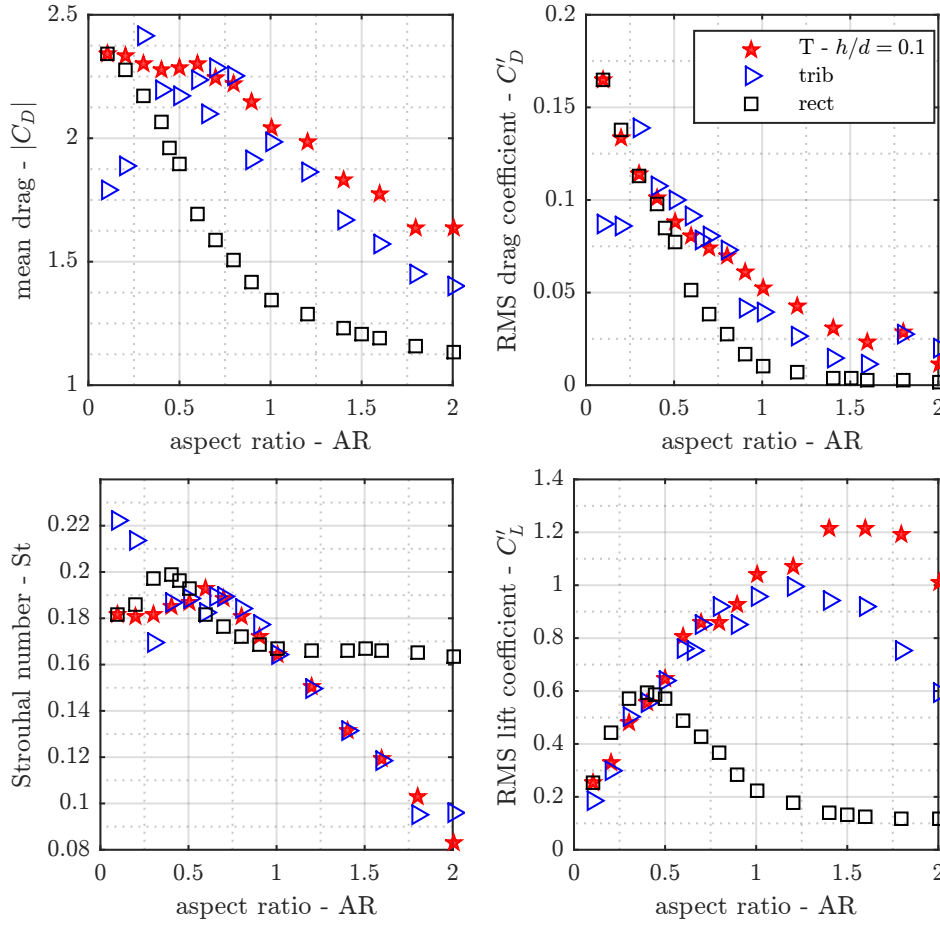 mean drag - |C_D|
2.5
2
1.5
1
0 0.5 1 1.5 2
aspect ratio - AR
RMS drag coefficient - C'_D
0.2
0.15
0.1
0.05
0
0 0.5 1 1.5 2
aspect ratio - AR
T - h/d = 0.1
trib
rect
Strouhal number - St
0.22
0.2
0.18
0.16
0.14
0.12
0.1
0.08
0 0.5 1 1.5 2
aspect ratio - AR
RMS lift coefficient - C'_L
1.4
1.2
1
0.8
0.6
0.4
0.2
0
0 0.5 1 1.5 2
aspect ratio - AR